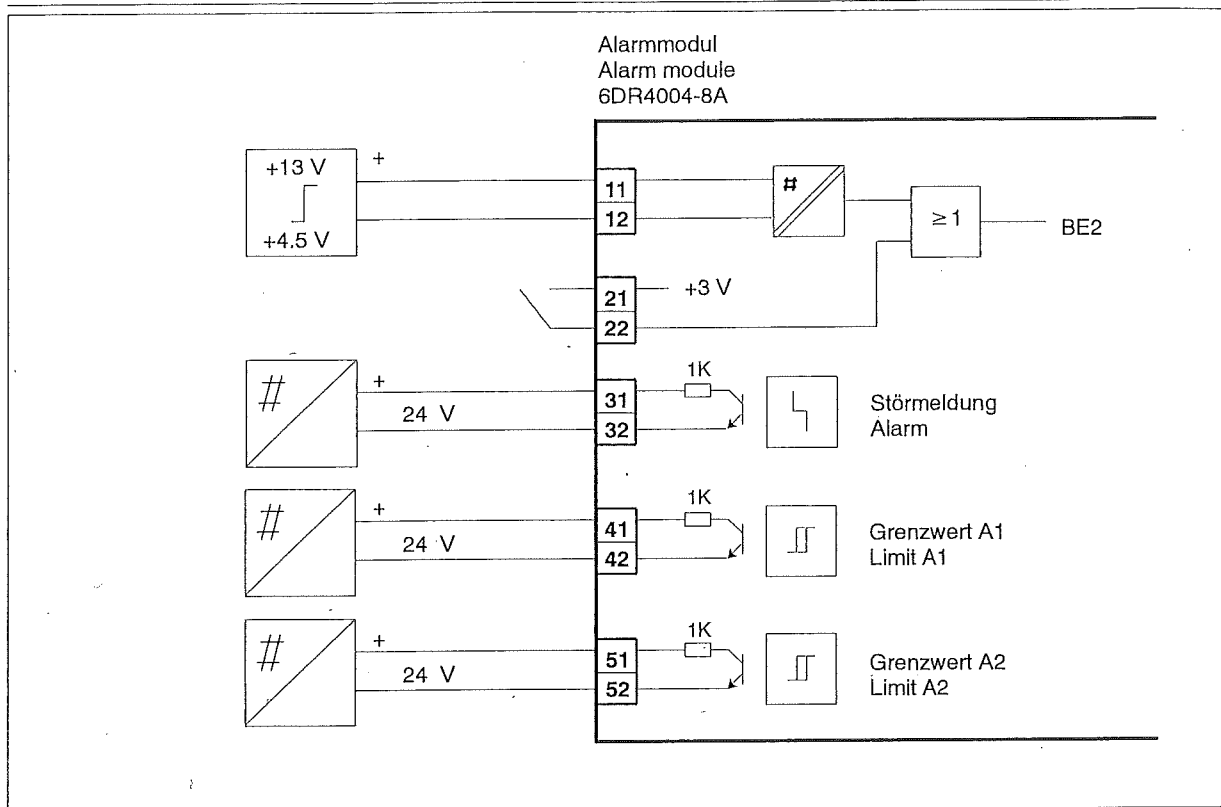 Alarmmodul
Alarm module
6DR4004-8A
+13 V
+4.5 V
+
11
12
#
≥1
BE2
21
22
+3 V
#
+
24 V
31
32
1K
Störmeldung
Alarm
#
+
24 V
41
42
1K
Grenzwert A1
Limit A1
#
+
24 V
51
52
1K
Grenzwert A2
Limit A2